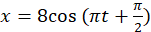 x = 8cos (πt + π/2)